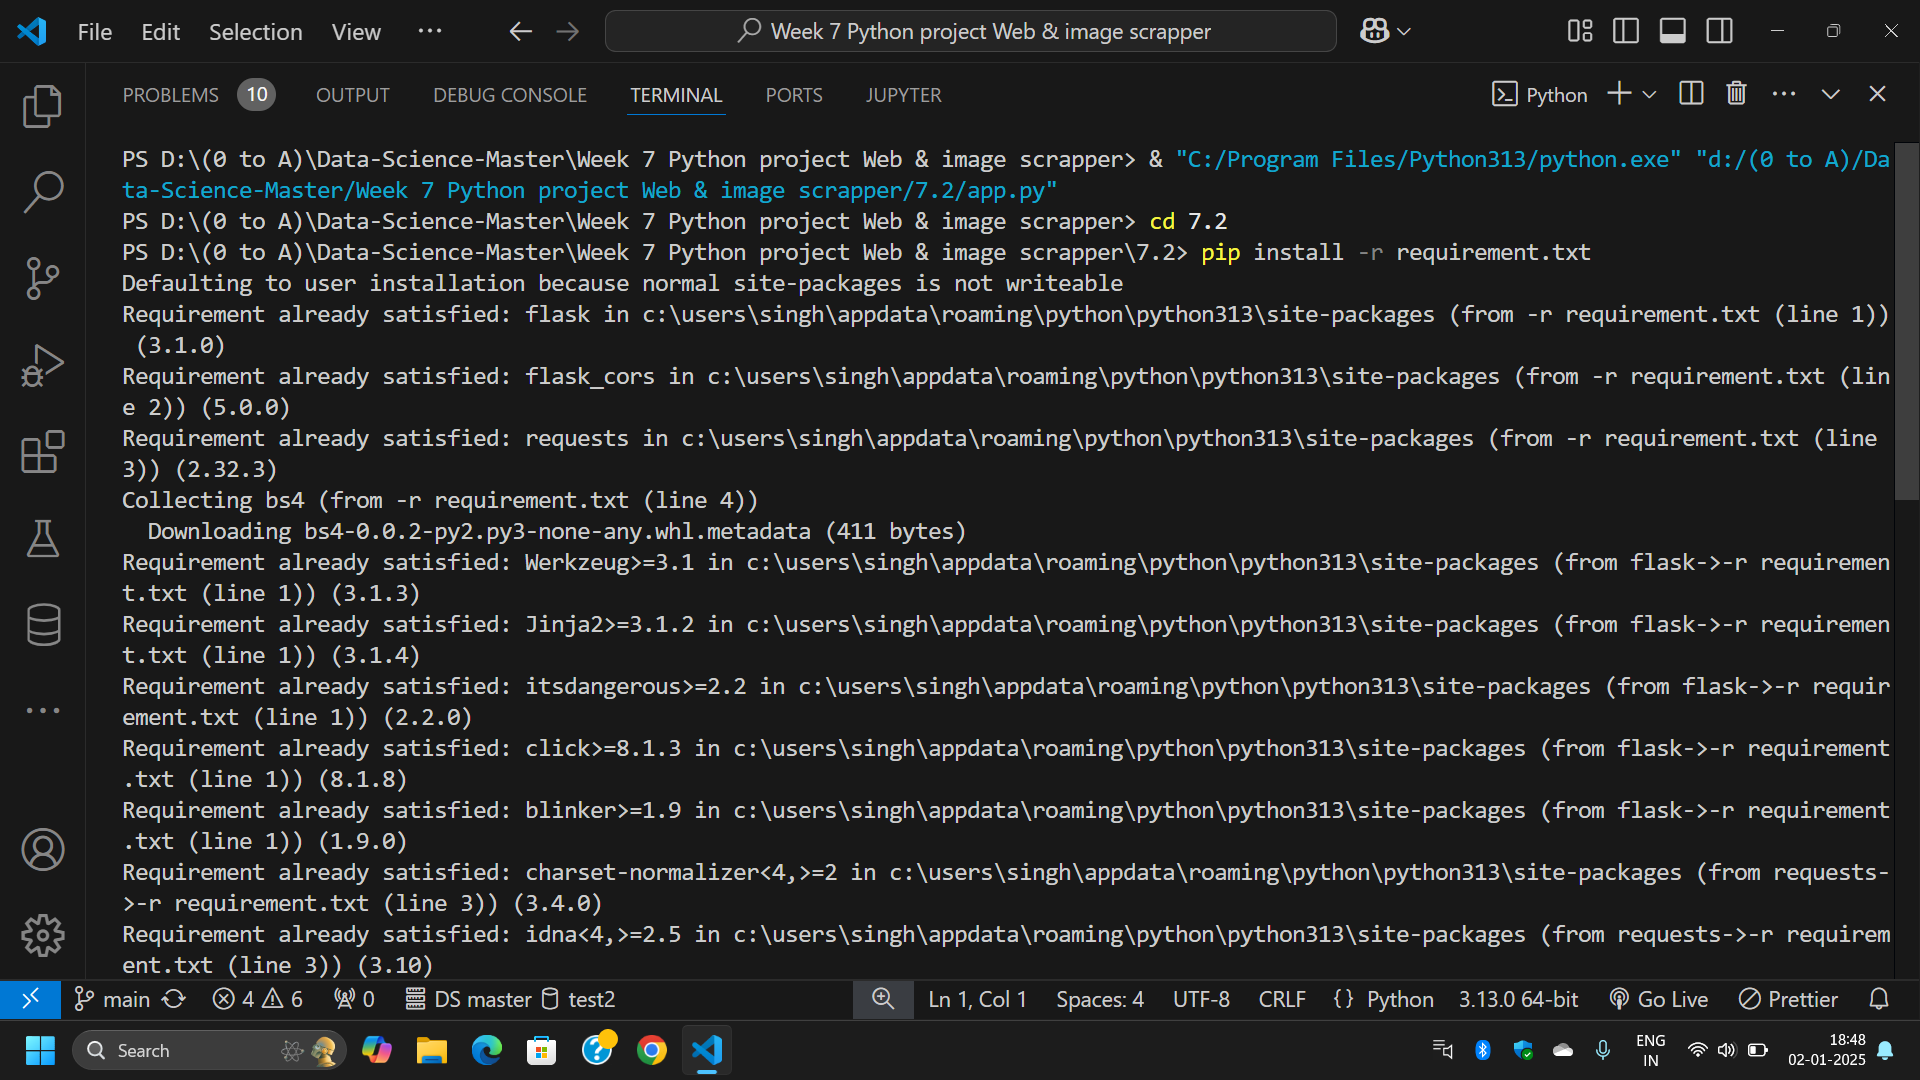 File Edit Selection View ··· Week 7 Python project Web & image scrapper
PROBLEMS 10 OUTPUT DEBUG CONSOLE TERMINAL PORTS JUPYTER Python
PS D:\(0 to A)\Data-Science-Master\Week 7 Python project Web & image scrapper> & "C:/Program Files/Python313/python.exe" "d:/(0 to A)/Da
ta-Science-Master/Week 7 Python project Web & image scrapper/7.2/app.py"
PS D:\(0 to A)\Data-Science-Master\Week 7 Python project Web & image scrapper> cd 7.2
PS D:\(0 to A)\Data-Science-Master\Week 7 Python project Web & image scrapper\7.2> pip install -r requirement.txt
Defaulting to user installation because normal site-packages is not writeable
Requirement already satisfied: flask in c:\users\singh\appdata\roaming\python\python313\site-packages (from -r requirement.txt (line 1))
 (3.1.0)
Requirement already satisfied: flask_cors in c:\users\singh\appdata\roaming\python\python313\site-packages (from -r requirement.txt (lin
e 2)) (5.0.0)
Requirement already satisfied: requests in c:\users\singh\appdata\roaming\python\python313\site-packages (from -r requirement.txt (line
3)) (2.32.3)
Collecting bs4 (from -r requirement.txt (line 4))
  Downloading bs4-0.0.2-py2.py3-none-any.whl.metadata (411 bytes)
Requirement already satisfied: Werkzeug>=3.1 in c:\users\singh\appdata\roaming\python\python313\site-packages (from flask->-r requiremen
t.txt (line 1)) (3.1.3)
Requirement already satisfied: Jinja2>=3.1.2 in c:\users\singh\appdata\roaming\python\python313\site-packages (from flask->-r requiremen
t.txt (line 1)) (3.1.4)
Requirement already satisfied: itsdangerous>=2.2 in c:\users\singh\appdata\roaming\python\python313\site-packages (from flask->-r requir
ement.txt (line 1)) (2.2.0)
Requirement already satisfied: click>=8.1.3 in c:\users\singh\appdata\roaming\python\python313\site-packages (from flask->-r requirement
.txt (line 1)) (8.1.8)
Requirement already satisfied: blinker>=1.9 in c:\users\singh\appdata\roaming\python\python313\site-packages (from flask->-r requirement
.txt (line 1)) (1.9.0)
Requirement already satisfied: charset-normalizer<4,>=2 in c:\users\singh\appdata\roaming\python\python313\site-packages (from requests-
>-r requirement.txt (line 3)) (3.4.0)
Requirement already satisfied: idna<4,>=2.5 in c:\users\singh\appdata\roaming\python\python313\site-packages (from requests->-r requirem
ent.txt (line 3)) (3.10)
main 4 6 0 DS master test2 Ln 1, Col 1 Spaces: 4 UTF-8 CRLF {} Python 3.13.0 64-bit Go Live Prettier
Search ENG 18:48
IN 02-01-2025